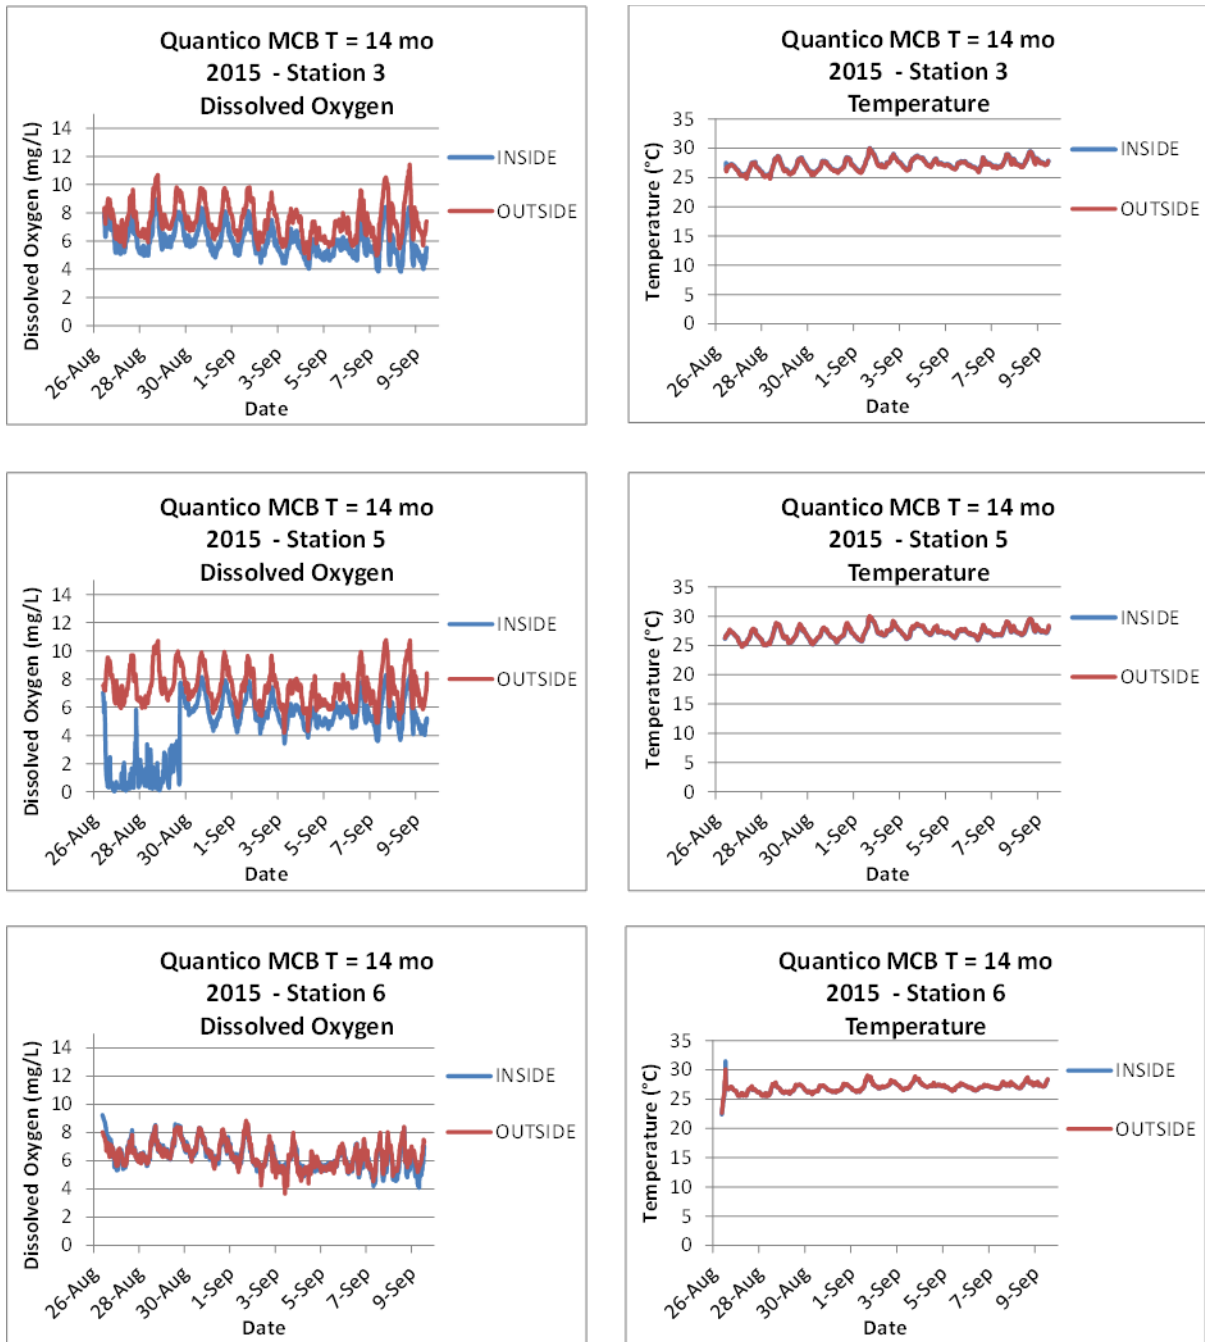 Quantico MCB T = 14 mo
2015 - Station 3
Dissolved Oxygen
Dissolved Oxygen (mg/L)
14
12
10
8
6
4
2
0
26-Aug
28-Aug
30-Aug
1-Sep
3-Sep
5-Sep
7-Sep
9-Sep
Date
INSIDE
OUTSIDE
Quantico MCB T = 14 mo
2015 - Station 3
Temperature
Temperature (°C)
35
30
25
20
15
10
5
0
26-Aug
28-Aug
30-Aug
1-Sep
3-Sep
5-Sep
7-Sep
9-Sep
Date
INSIDE
OUTSIDE
Quantico MCB T = 14 mo
2015 - Station 5
Dissolved Oxygen
Dissolved Oxygen (mg/L)
14
12
10
8
6
4
2
0
26-Aug
28-Aug
30-Aug
1-Sep
3-Sep
5-Sep
7-Sep
9-Sep
Date
INSIDE
OUTSIDE
Quantico MCB T = 14 mo
2015 - Station 5
Temperature
Temperature (°C)
35
30
25
20
15
10
5
0
26-Aug
28-Aug
30-Aug
1-Sep
3-Sep
5-Sep
7-Sep
9-Sep
Date
INSIDE
OUTSIDE
Quantico MCB T = 14 mo
2015 - Station 6
Dissolved Oxygen
Dissolved Oxygen (mg/L)
14
12
10
8
6
4
2
0
26-Aug
28-Aug
30-Aug
1-Sep
3-Sep
5-Sep
7-Sep
9-Sep
Date
INSIDE
OUTSIDE
Quantico MCB T = 14 mo
2015 - Station 6
Temperature
Temperature (°C)
35
30
25
20
15
10
5
0
26-Aug
28-Aug
30-Aug
1-Sep
3-Sep
5-Sep
7-Sep
9-Sep
Date
INSIDE
OUTSIDE